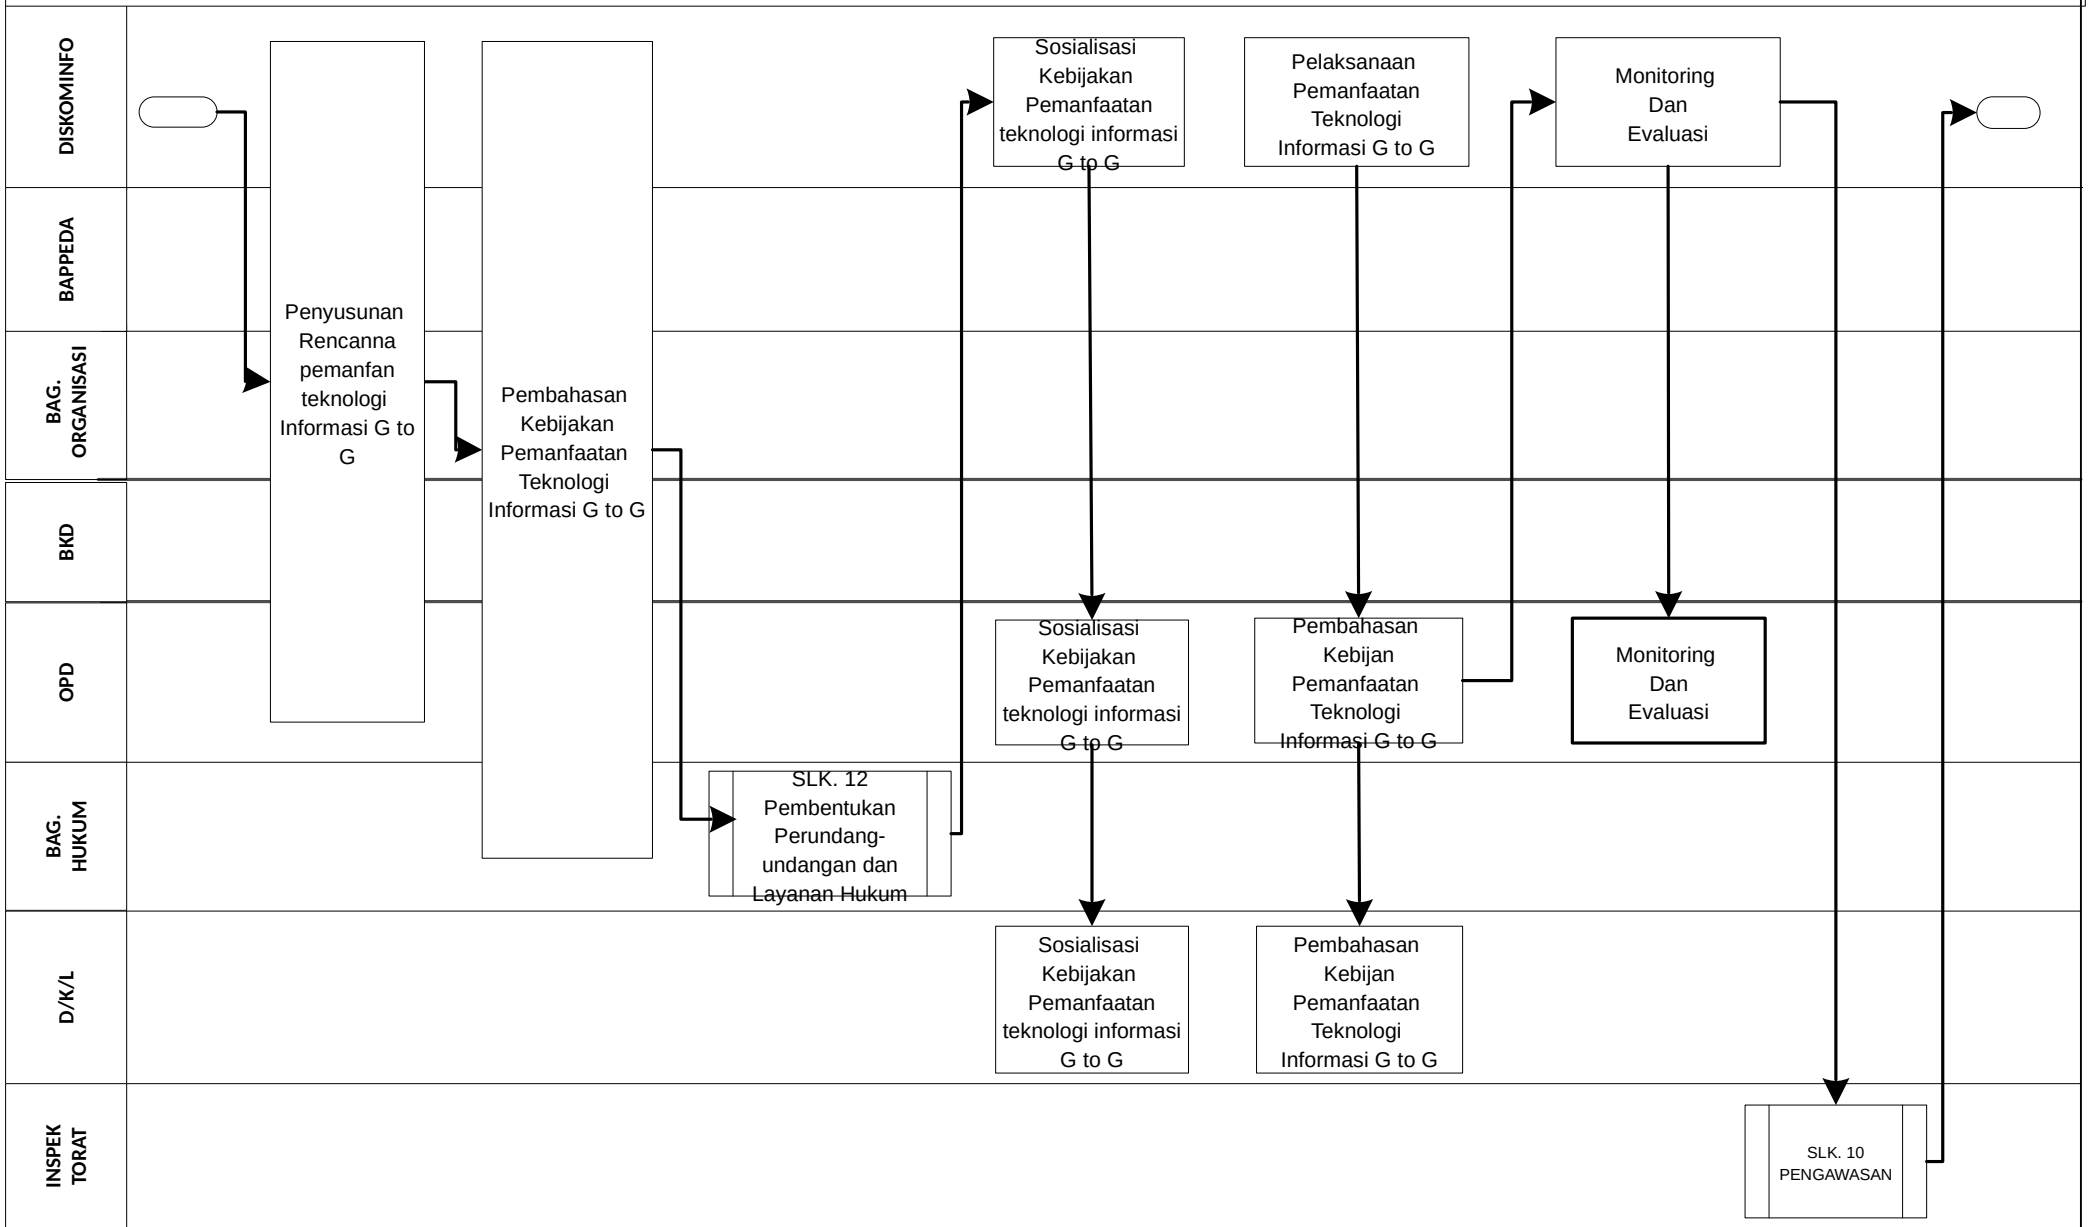 DISKOMINFO
BAPPEDA
BAG.
ORGANISASI
BKD
OPD
BAG.
HUKUM
D/K/L
INSPEK
TORAT
Penyusunan
Rencanna
pemanfan
teknologi
Informasi G to
G
Pembahasan
Kebijakan
Pemanfaatan
Teknologi
Informasi G to G
SLK. 12
Pembentukan
Perundang-
undangan dan
Layanan Hukum
Sosialisasi
Kebijakan
Pemanfaatan
teknologi informasi
G to G
Sosialisasi
Kebijakan
Pemanfaatan
teknologi informasi
G to G
Sosialisasi
Kebijakan
Pemanfaatan
teknologi informasi
G to G
Pelaksanaan
Pemanfaatan
Teknologi
Informasi G to G
Pembahasan
Kebijan
Pemanfaatan
Teknologi
Informasi G to G
Pembahasan
Kebijan
Pemanfaatan
Teknologi
Informasi G to G
Monitoring
Dan
Evaluasi
Monitoring
Dan
Evaluasi
SLK. 10
PENGAWASAN